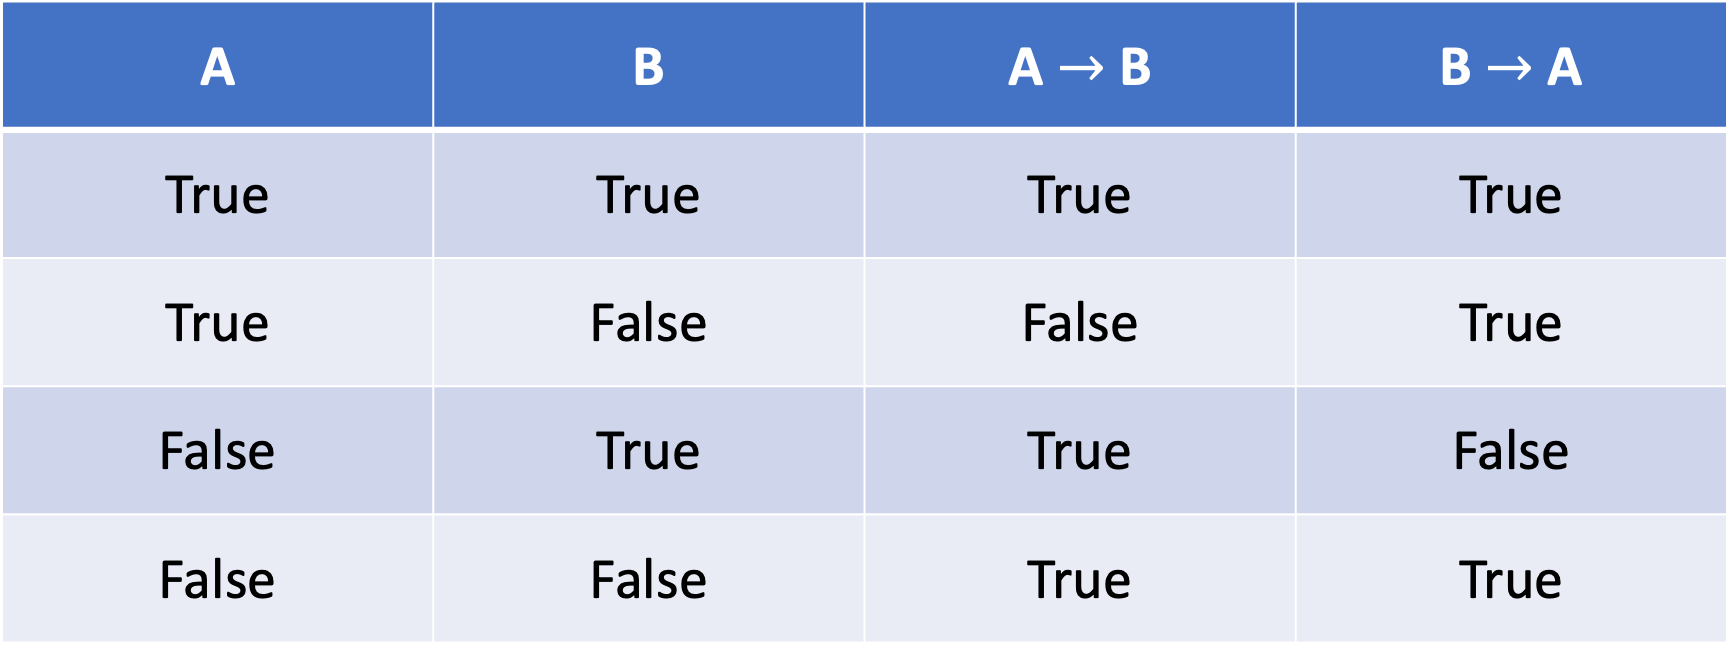 A B A → B B → A
True True True True
True False False True
False True True False
False False True True